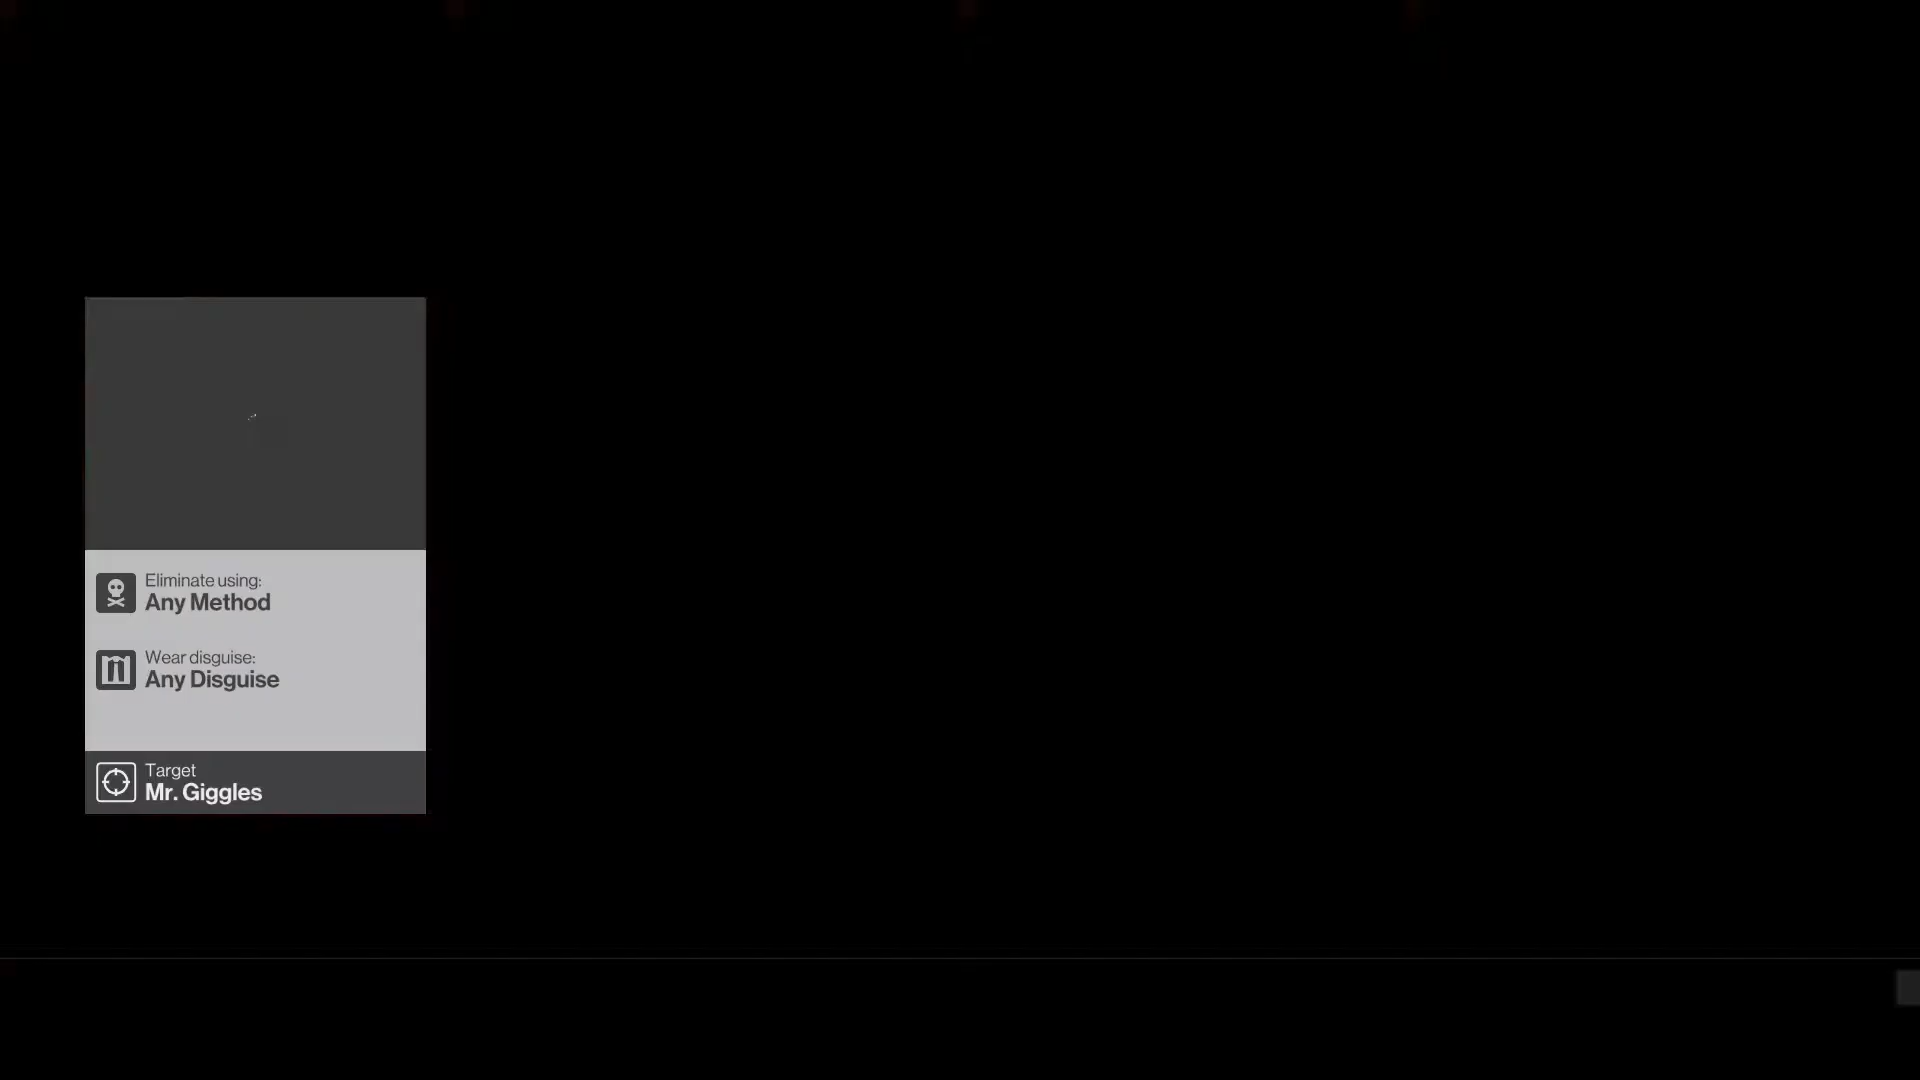 Eliminate using:
Any Method
Wear disguise:
Any Disguise
Target
Mr. Giggles